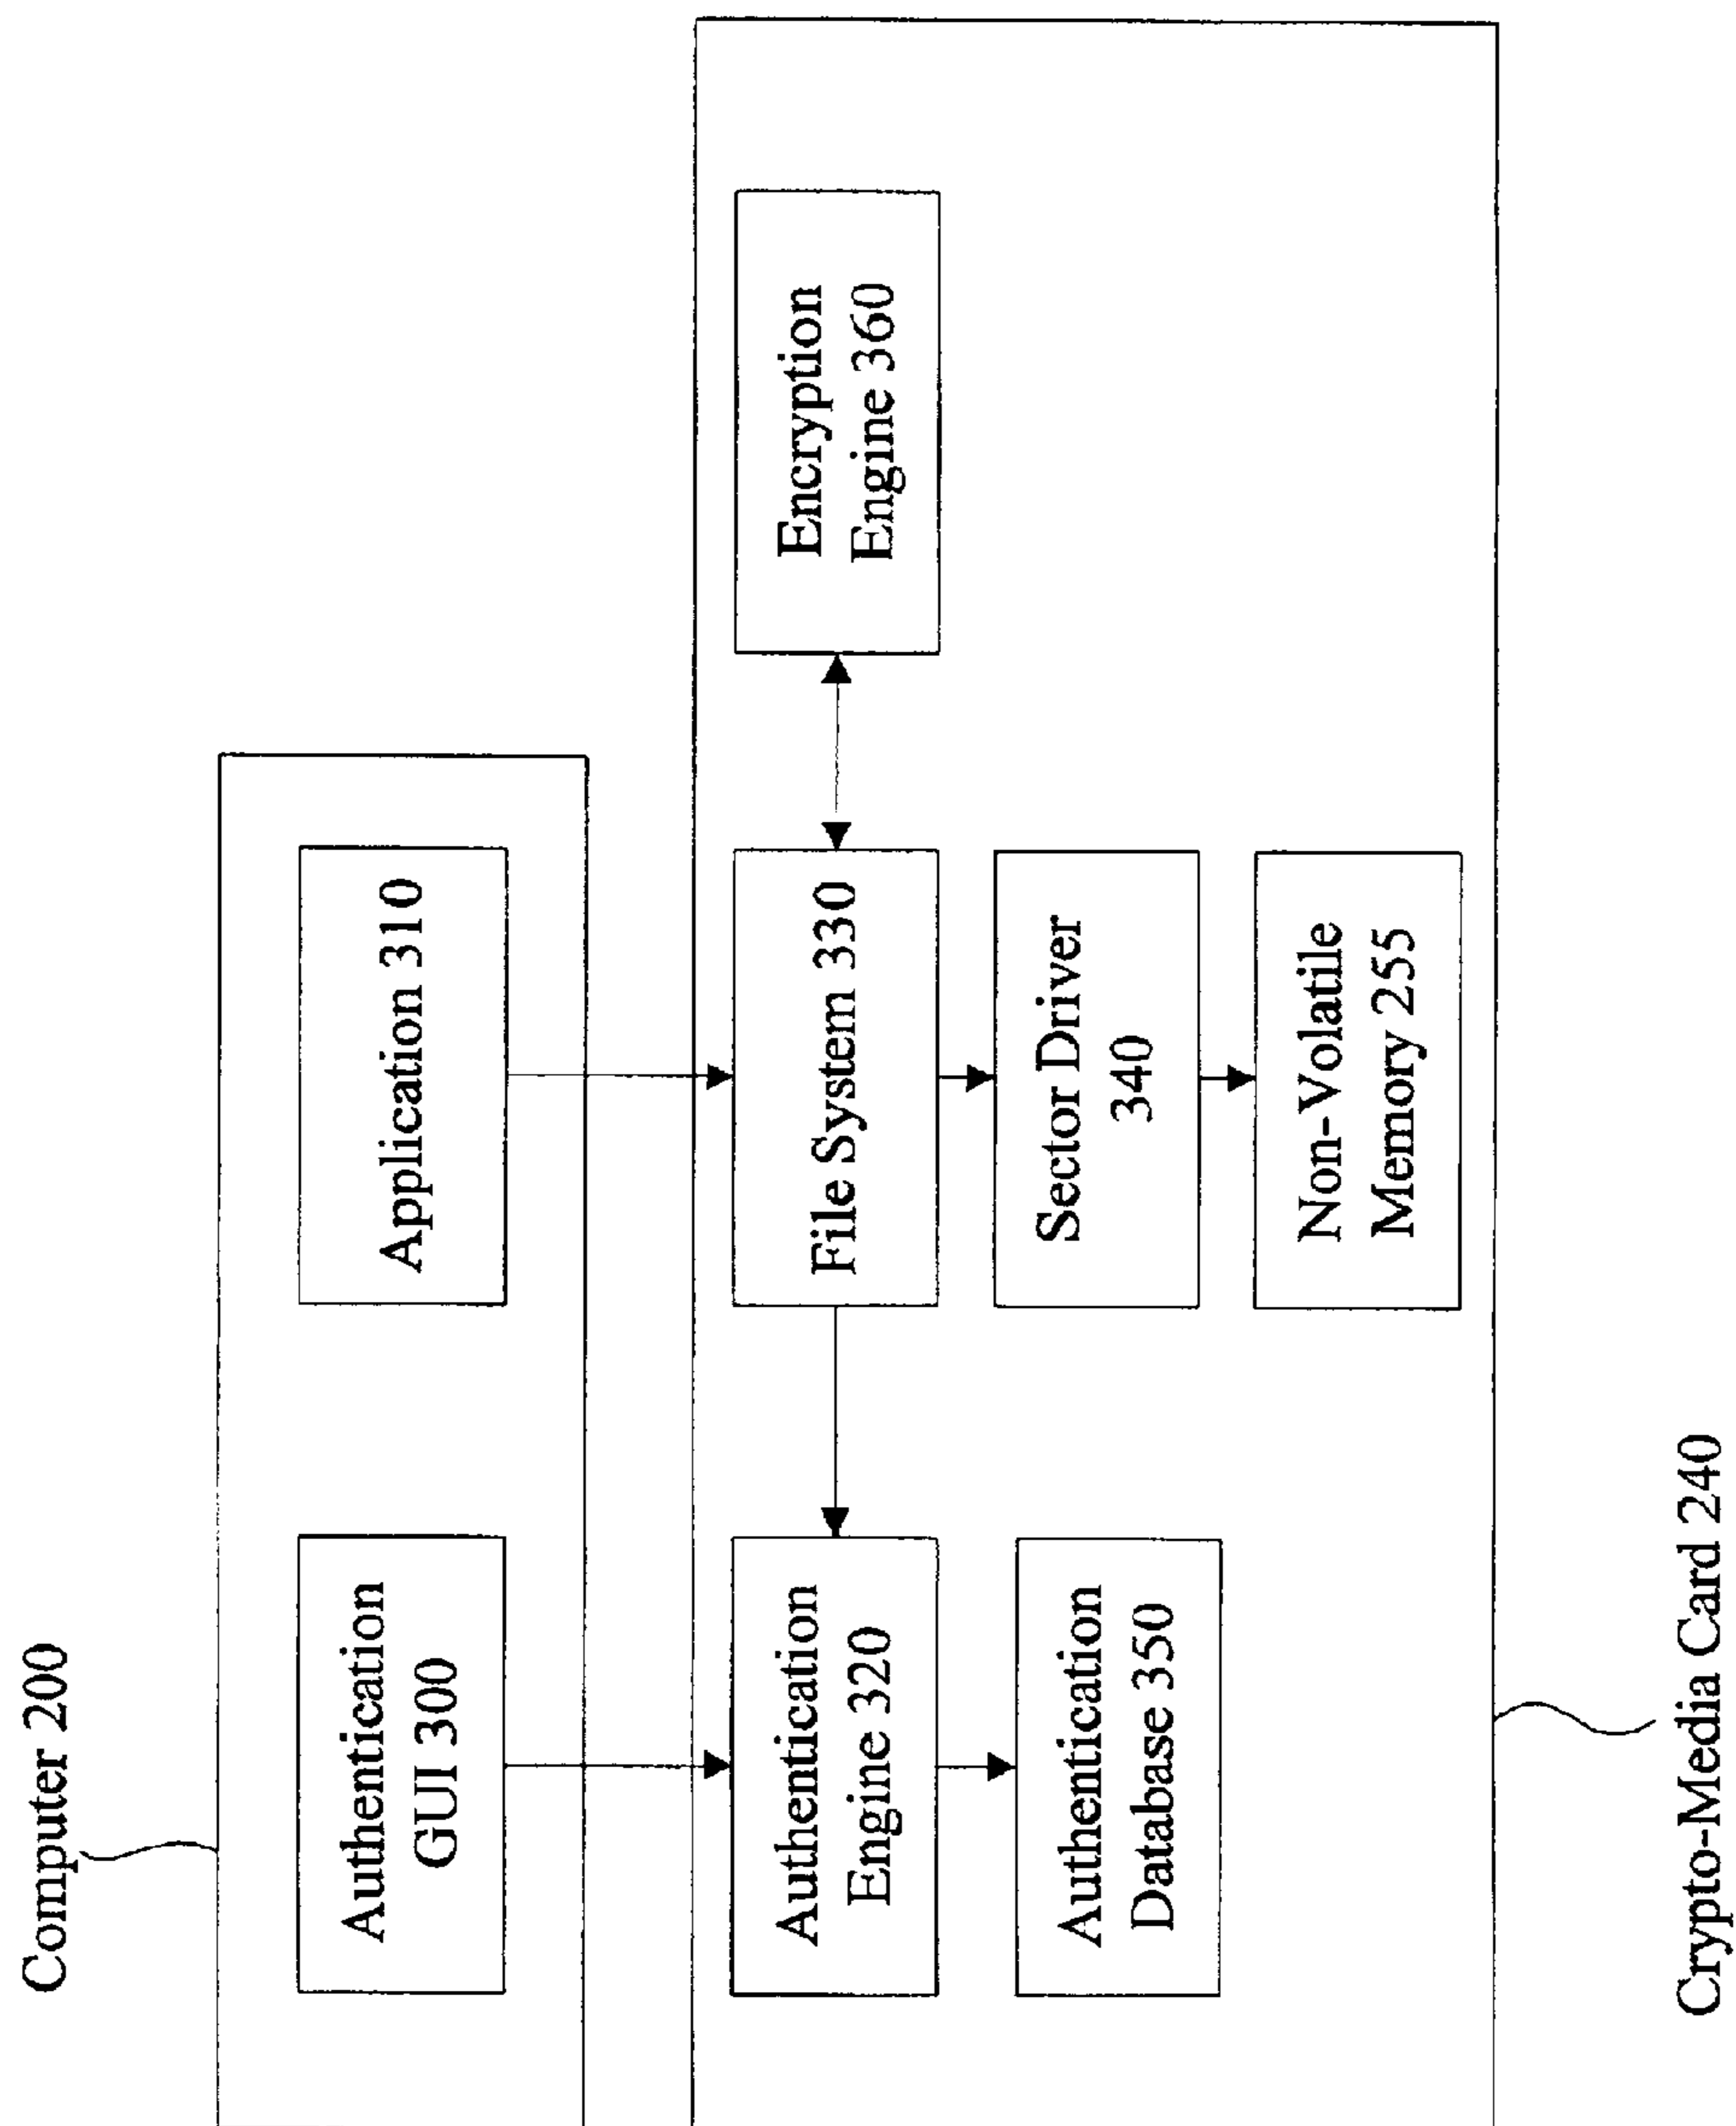 Computer 200
Authentication
GUI 300
Application 310
Authentication
Engine 320
File System 330
Encryption
Engine 360
Authentication
Database 350
Sector Driver
340
Non-Volatile
Memory 255
Crypto-Media Card 240